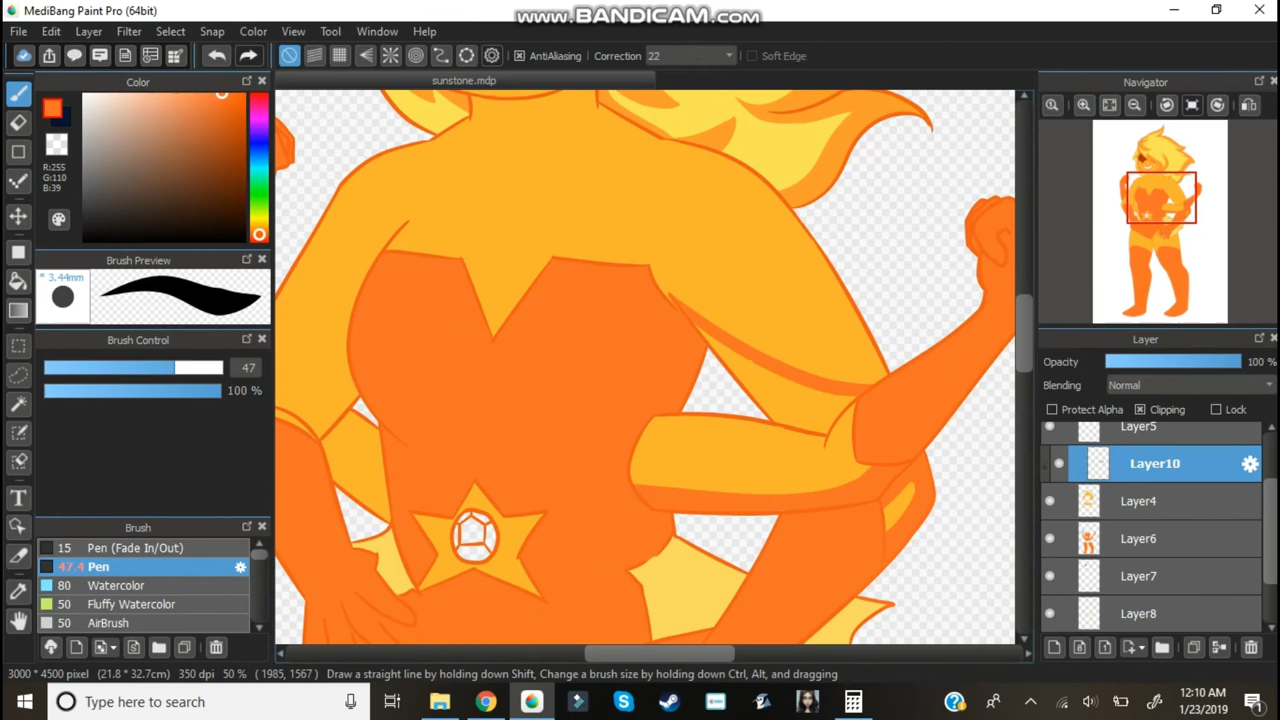 MediBang Paint Pro (64bit)
www.BANDICAM.com
File Edit Layer Filter Select Snap Color View Tool Window Help
AntiAliasing Correction 22 Soft Edge
Color
sunstone.mdp
Navigator
R:255
G:110
B:39
Brush Preview
* 3.44mm
Brush Control
47
100 %
Layer
Opacity 100 %
Blending Normal
Protect Alpha Clipping Lock
Layer5
Layer10
Layer4
Layer6
Layer7
Layer8
Brush
15 Pen (Fade In/Out)
47.4 Pen
80 Watercolor
50 Fluffy Watercolor
50 AirBrush
3000 * 4500 pixel (21.8 * 32.7cm) 350 dpi 50 % ( 1985, 1567 ) Draw a straight line by holding down Shift, Change a brush size by holding down Ctrl, Alt, and dragging
Type here to search
12:10 AM
1/23/2019